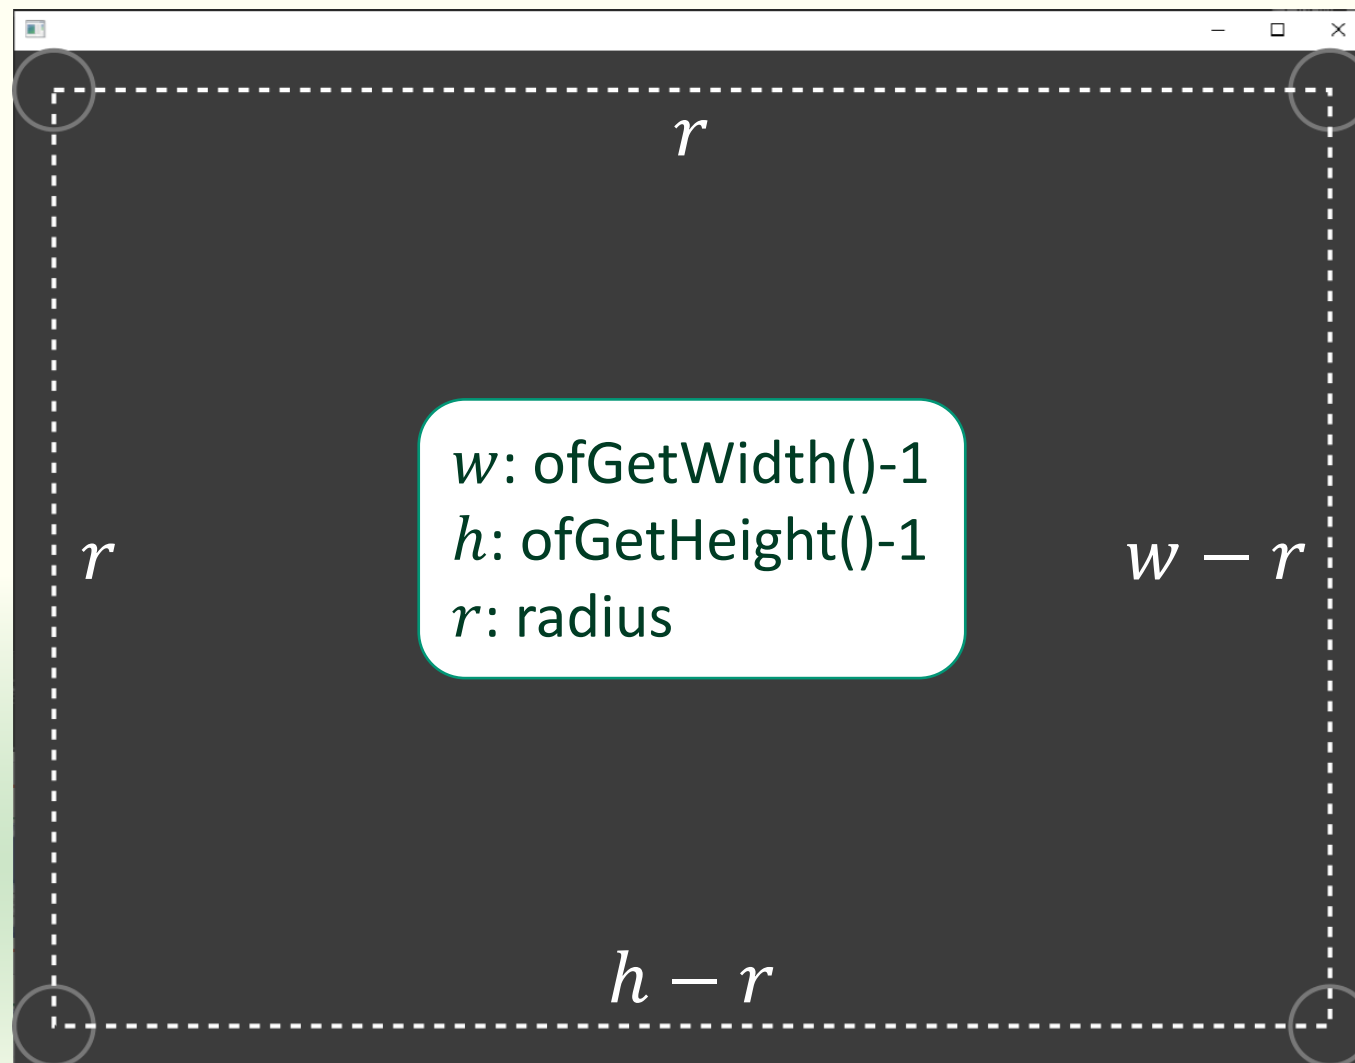 r
w: ofGetWidth()-1
h: ofGetHeight()-1
r: radius
r
w − r
h − r